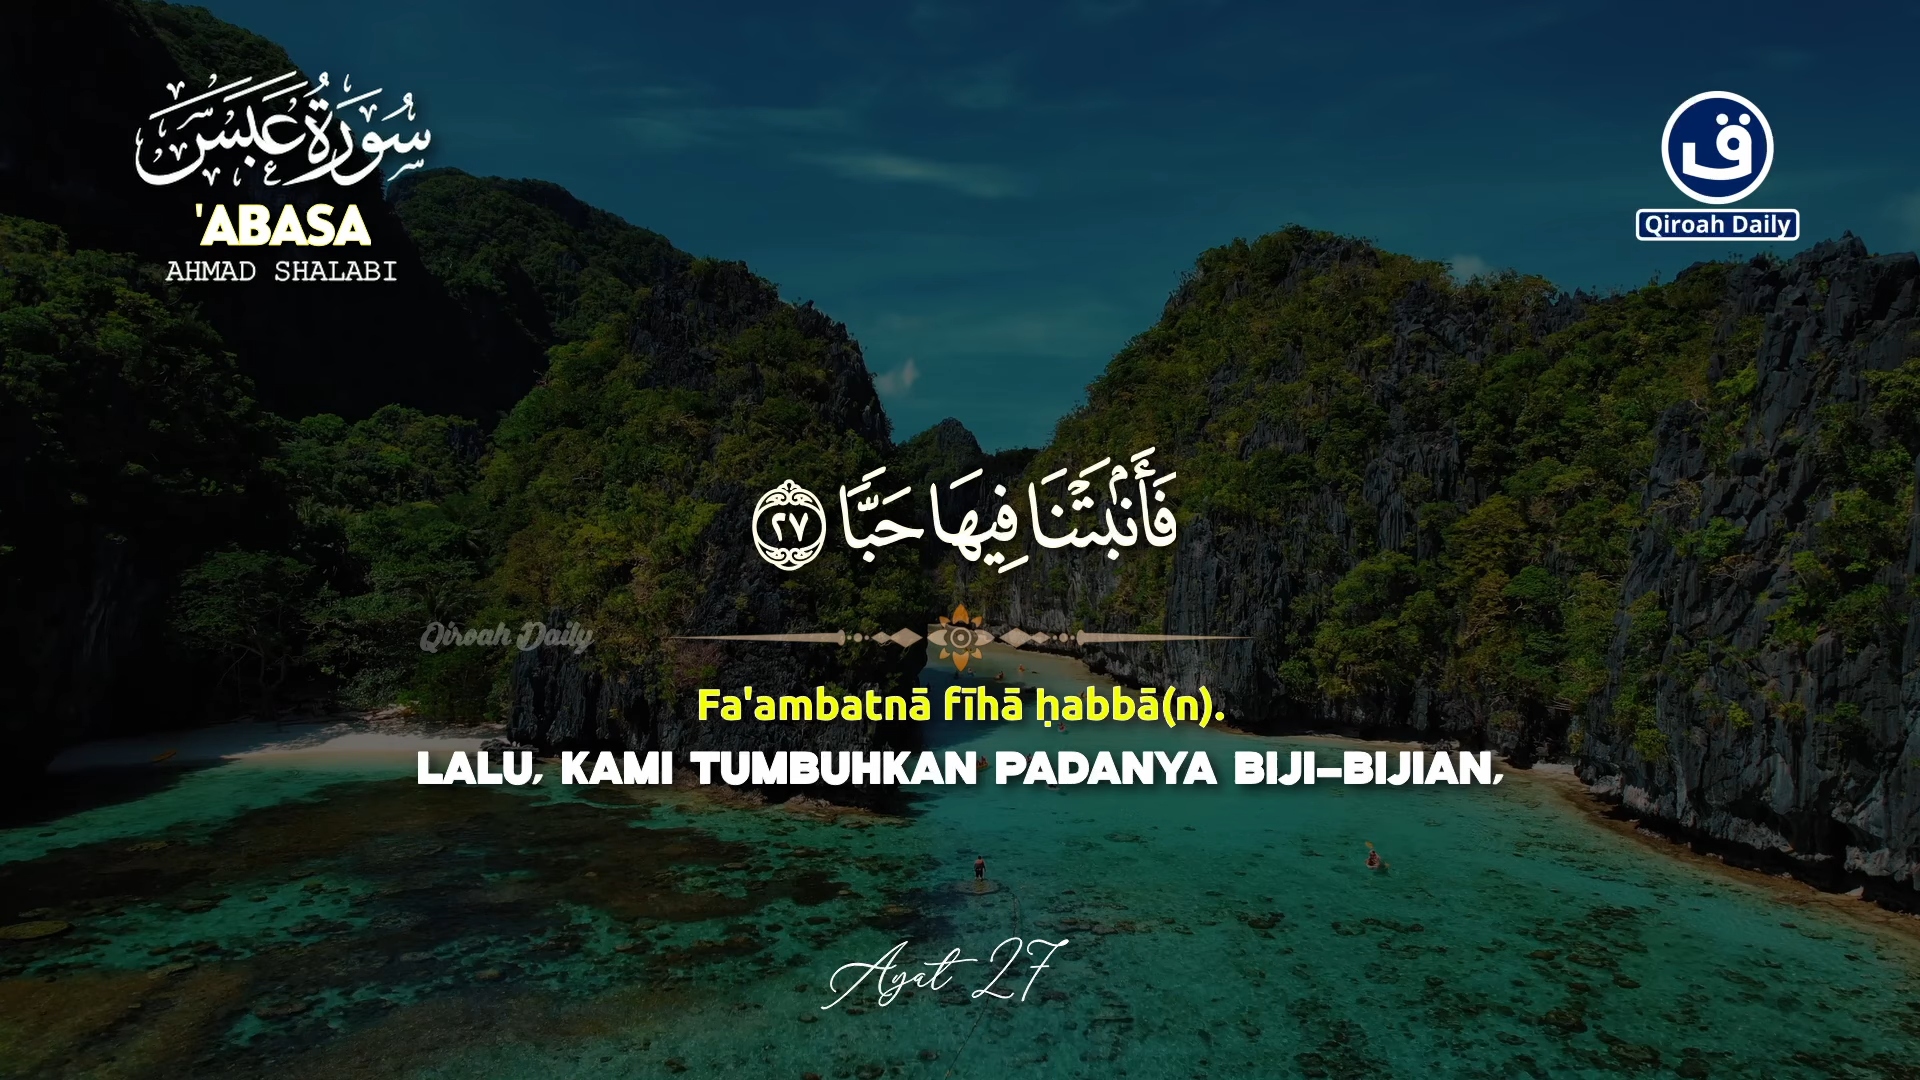 سُورَةُ عَبَسَ
'ABASA
AHMAD SHALABI
ق
Qiroah Daily
فَأَنۢبَتْنَا فِيهَا حَبًّا ٢٧
Qiroah Daily
Fa'ambatnā fīhā ḥabbā(n).
LALU, KAMI TUMBUHKAN PADANYA BIJI-BIJIAN,
Ayat 27